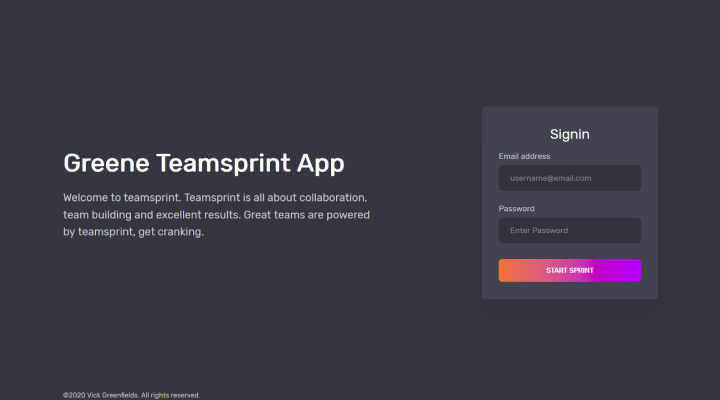 Greene Teamsprint App
Welcome to teamsprint. Teamsprint is all about collaboration,
team building and excellent results. Great teams are powered
by teamsprint, get cranking.
Signin
Email address
username@email.com
Password
Enter Password
START SPRINT
©2020 Vick Greenfields. All rights reserved.